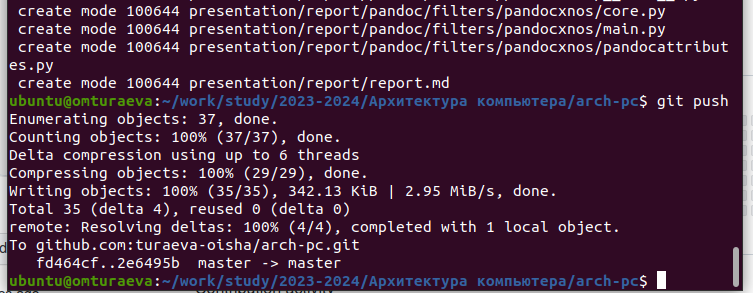 create mode 100644 presentation/report/pandoc/filters/pandocxnos/core.py
create mode 100644 presentation/report/pandoc/filters/pandocxnos/main.py
create mode 100644 presentation/report/pandoc/filters/pandocxnos/pandocattribut
es.py
create mode 100644 presentation/report/report.md
ubuntu@omturaeva:~/work/study/2023-2024/Архитектура компьютера/arch-pc$ git push
Enumerating objects: 37, done.
Counting objects: 100% (37/37), done.
Delta compression using up to 6 threads
Compressing objects: 100% (29/29), done.
Writing objects: 100% (35/35), 342.13 KiB | 2.95 MiB/s, done.
Total 35 (delta 4), reused 0 (delta 0)
remote: Resolving deltas: 100% (4/4), completed with 1 local object.
To github.com:turaeva-oisha/arch-pc.git
fd464cf..2e6495b  master -> master
ubuntu@omturaeva:~/work/study/2023-2024/Архитектура компьютера/arch-pc$